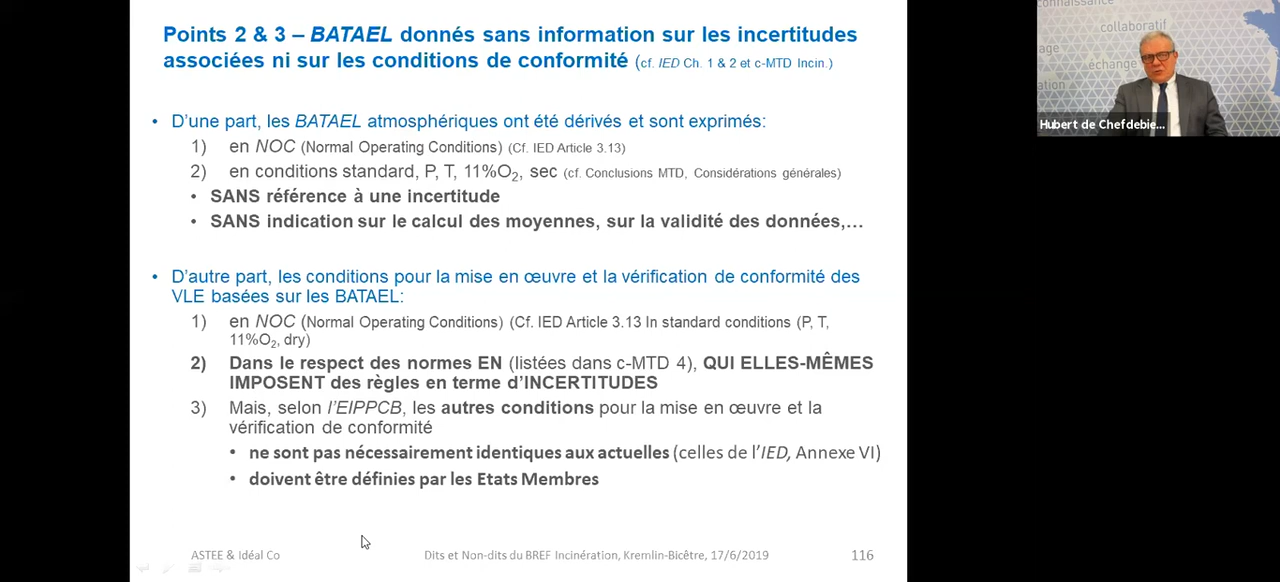 Points 2 & 3 – BATAEL donnés sans information sur les incertitudes
associées ni sur les conditions de conformité (cf. IED Ch. 1 & 2 et c-MTD Incin.)
• D'une part, les BATAEL atmosphériques ont été dérivés et sont exprimés:
1) en NOC (Normal Operating Conditions) (Cf. IED Article 3.13)
2) en conditions standard, P, T, 11%O₂, sec (cf. Conclusions MTD, Considérations générales)
• SANS référence à une incertitude
• SANS indication sur le calcul des moyennes, sur la validité des données,…
• D'autre part, les conditions pour la mise en œuvre et la vérification de conformité des
VLE basées sur les BATAEL:
1) en NOC (Normal Operating Conditions) (Cf. IED Article 3.13 In standard conditions (P, T,
11%O₂, dry)
2) Dans le respect des normes EN (listées dans c-MTD 4), QUI ELLES-MÊMES
IMPOSENT des règles en terme d'INCERTITUDES
3) Mais, selon l'EIPPCB, les autres conditions pour la mise en œuvre et la
vérification de conformité
• ne sont pas nécessairement identiques aux actuelles (celles de l'IED, Annexe VI)
• doivent être définies par les Etats Membres
ASTEE & Idéal Co
Dits et Non-dits du BREF Incinération, Kremlin-Bicêtre, 17/6/2019
116
connaissance
collaboratif
age
échange
ation
Hubert de Chefdebie...